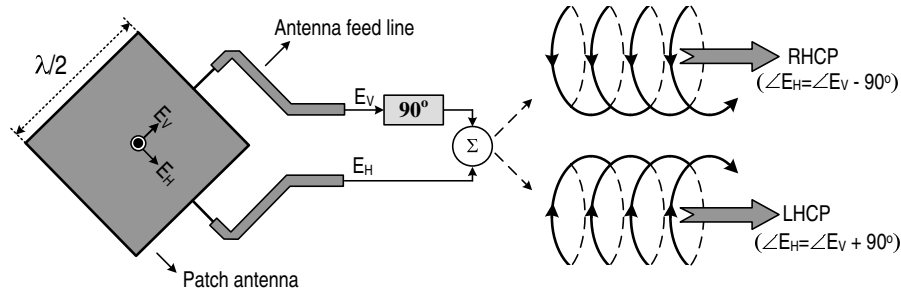 Antenna feed line
λ/2
E_V
E_H
E_V
90°
Σ
E_H
Patch antenna
RHCP
(∠E_H=∠E_V - 90°)
LHCP
(∠E_H=∠E_V + 90°)